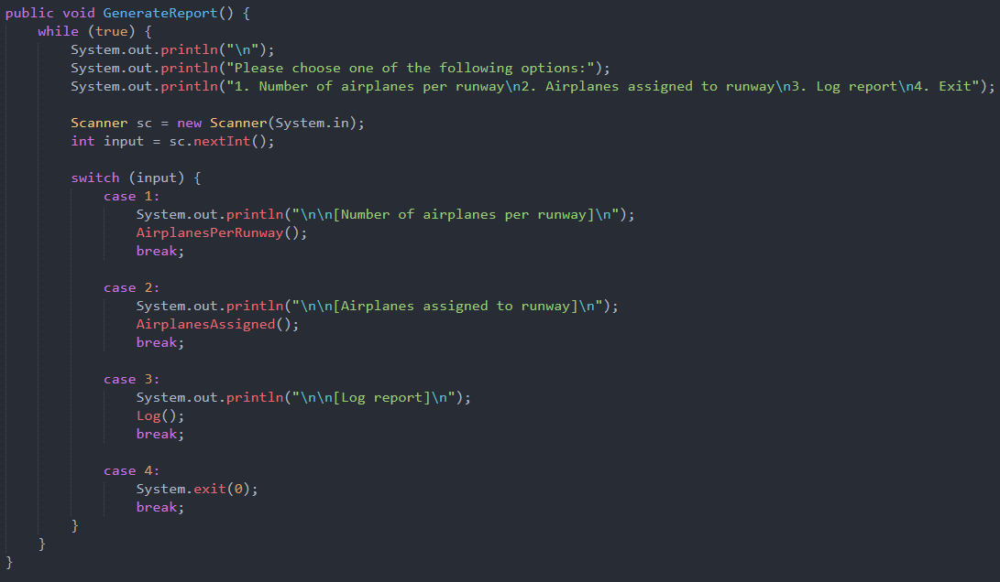 public void GenerateReport() {
    while (true) {
        System.out.println("\n");
        System.out.println("Please choose one of the following options:");
        System.out.println("1. Number of airplanes per runway\n2. Airplanes assigned to runway\n3. Log report\n4. Exit");

        Scanner sc = new Scanner(System.in);
        int input = sc.nextInt();

        switch (input) {
            case 1:
                System.out.println("\n\n[Number of airplanes per runway]\n");
                AirplanesPerRunway();
                break;

            case 2:
                System.out.println("\n\n[Airplanes assigned to runway]\n");
                AirplanesAssigned();
                break;

            case 3:
                System.out.println("\n\n[Log report]\n");
                Log();
                break;

            case 4:
                System.exit(0);
                break;
        }
    }
}